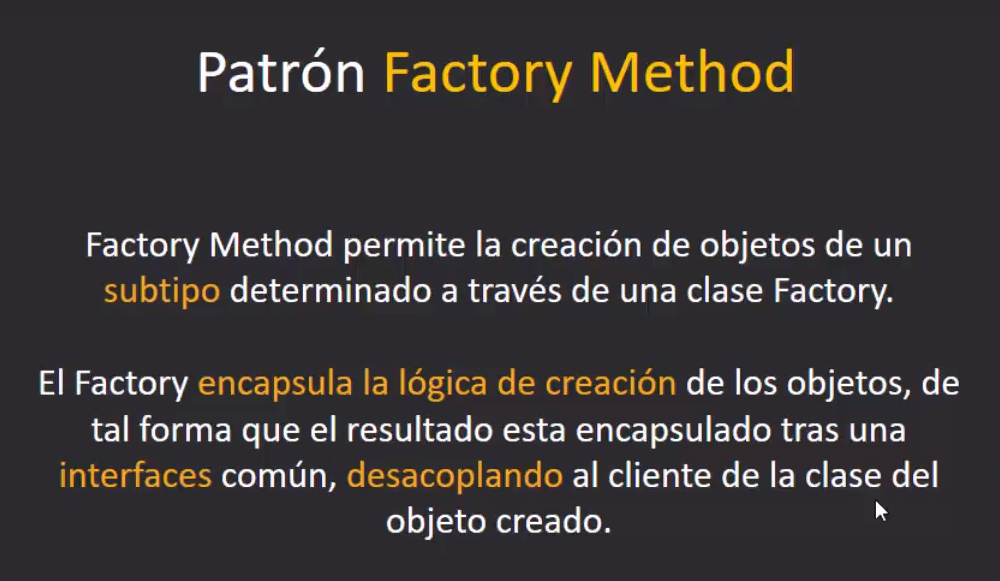 Patrón Factory Method
Factory Method permite la creación de objetos de un
subtipo determinado a través de una clase Factory.
El Factory encapsula la lógica de creación de los objetos, de
tal forma que el resultado esta encapsulado tras una
interfaces común, desacoplando al cliente de la clase del
objeto creado.